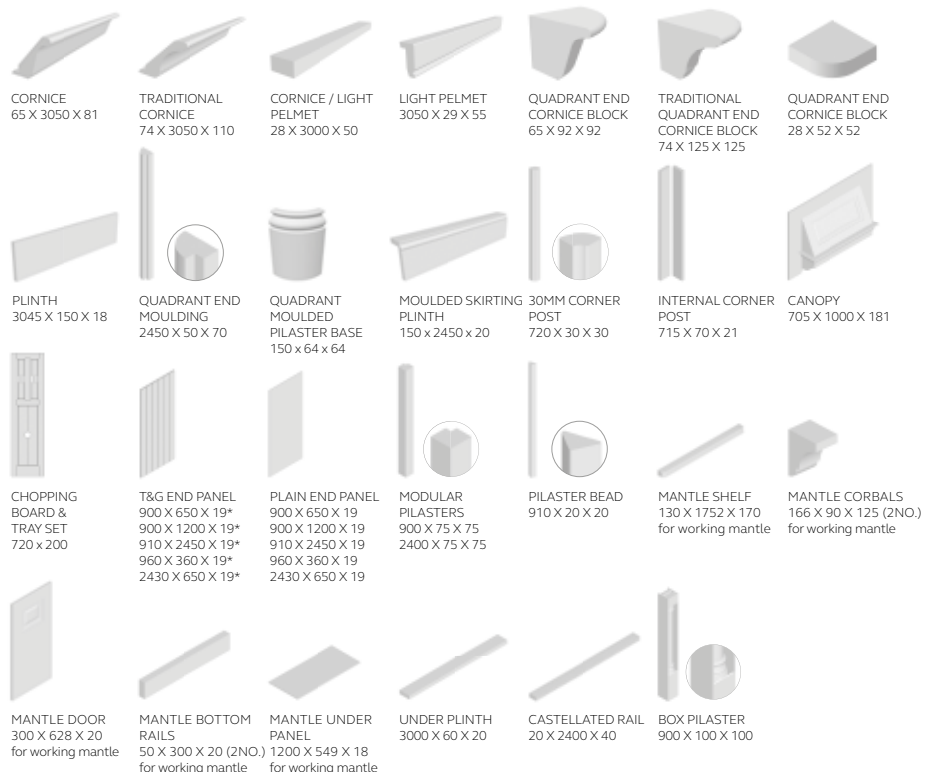 CORNICE
65 X 3050 X 81
TRADITIONAL
CORNICE
74 X 3050 X 110
CORNICE / LIGHT
PELMET
28 X 3000 X 50
LIGHT PELMET
3050 X 29 X 55
QUADRANT END
CORNICE BLOCK
65 X 92 X 92
TRADITIONAL
QUADRANT END
CORNICE BLOCK
74 X 125 X 125
QUADRANT END
CORNICE BLOCK
28 X 52 X 52
PLINTH
3045 X 150 X 18
QUADRANT END
MOULDING
2450 X 50 X 70
QUADRANT
MOULDED
PILASTER BASE
150 x 64 x 64
MOULDED SKIRTING
PLINTH
150 x 2450 x 20
30MM CORNER
POST
720 X 30 X 30
INTERNAL CORNER
POST
715 X 70 X 21
CANOPY
705 X 1000 X 181
CHOPPING
BOARD &
TRAY SET
720 x 200
T&G END PANEL
900 X 650 X 19*
900 X 1200 X 19*
910 X 2450 X 19*
960 X 360 X 19*
2430 X 650 X 19*
PLAIN END PANEL
900 X 650 X 19
900 X 1200 X 19
910 X 2450 X 19
960 X 360 X 19
2430 X 650 X 19
MODULAR
PILASTERS
900 X 75 X 75
2400 X 75 X 75
PILASTER BEAD
910 X 20 X 20
MANTLE SHELF
130 X 1752 X 170
for working mantle
MANTLE CORBALS
166 X 90 X 125 (2NO.)
for working mantle
MANTLE DOOR
300 X 628 X 20
for working mantle
MANTLE BOTTOM
RAILS
50 X 300 X 20 (2NO.)
for working mantle
MANTLE UNDER
PANEL
1200 X 549 X 18
for working mantle
UNDER PLINTH
3000 X 60 X 20
CASTELLATED RAIL
20 X 2400 X 40
BOX PILASTER
900 X 100 X 100